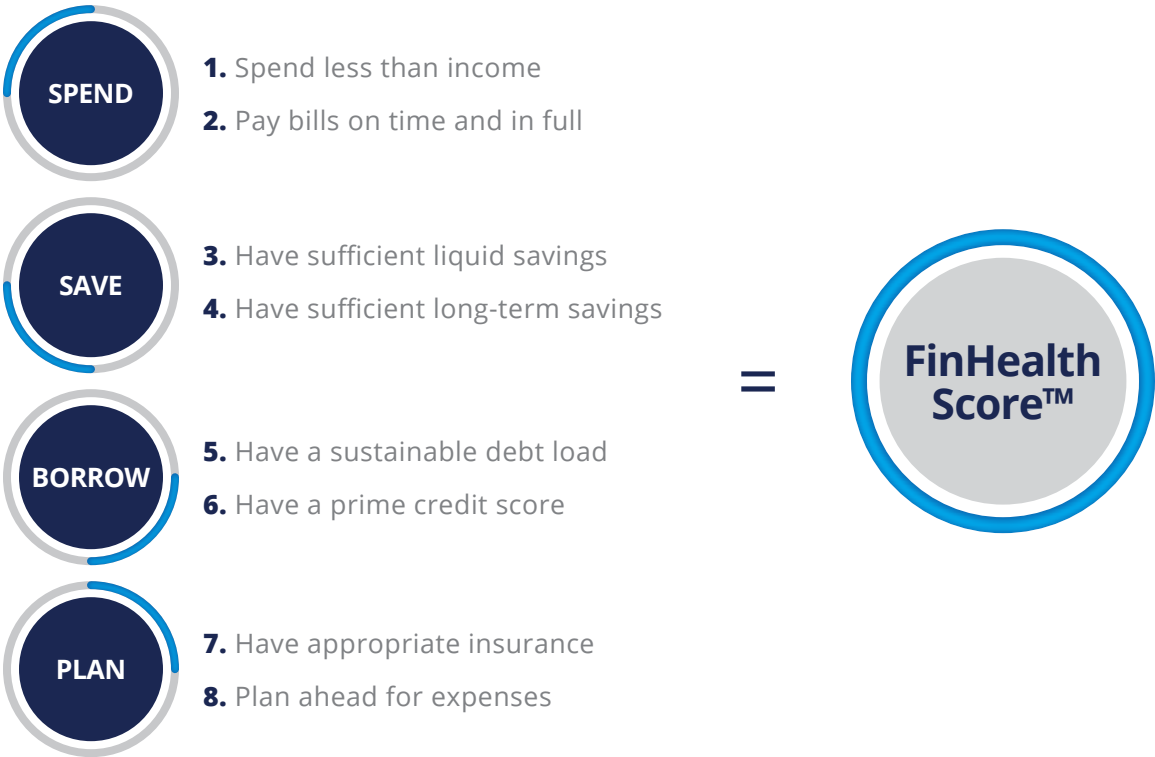 SPEND
1. Spend less than income
2. Pay bills on time and in full
SAVE
3. Have sufficient liquid savings
4. Have sufficient long-term savings
BORROW
5. Have a sustainable debt load
6. Have a prime credit score
PLAN
7. Have appropriate insurance
8. Plan ahead for expenses
=
FinHealth
Score™